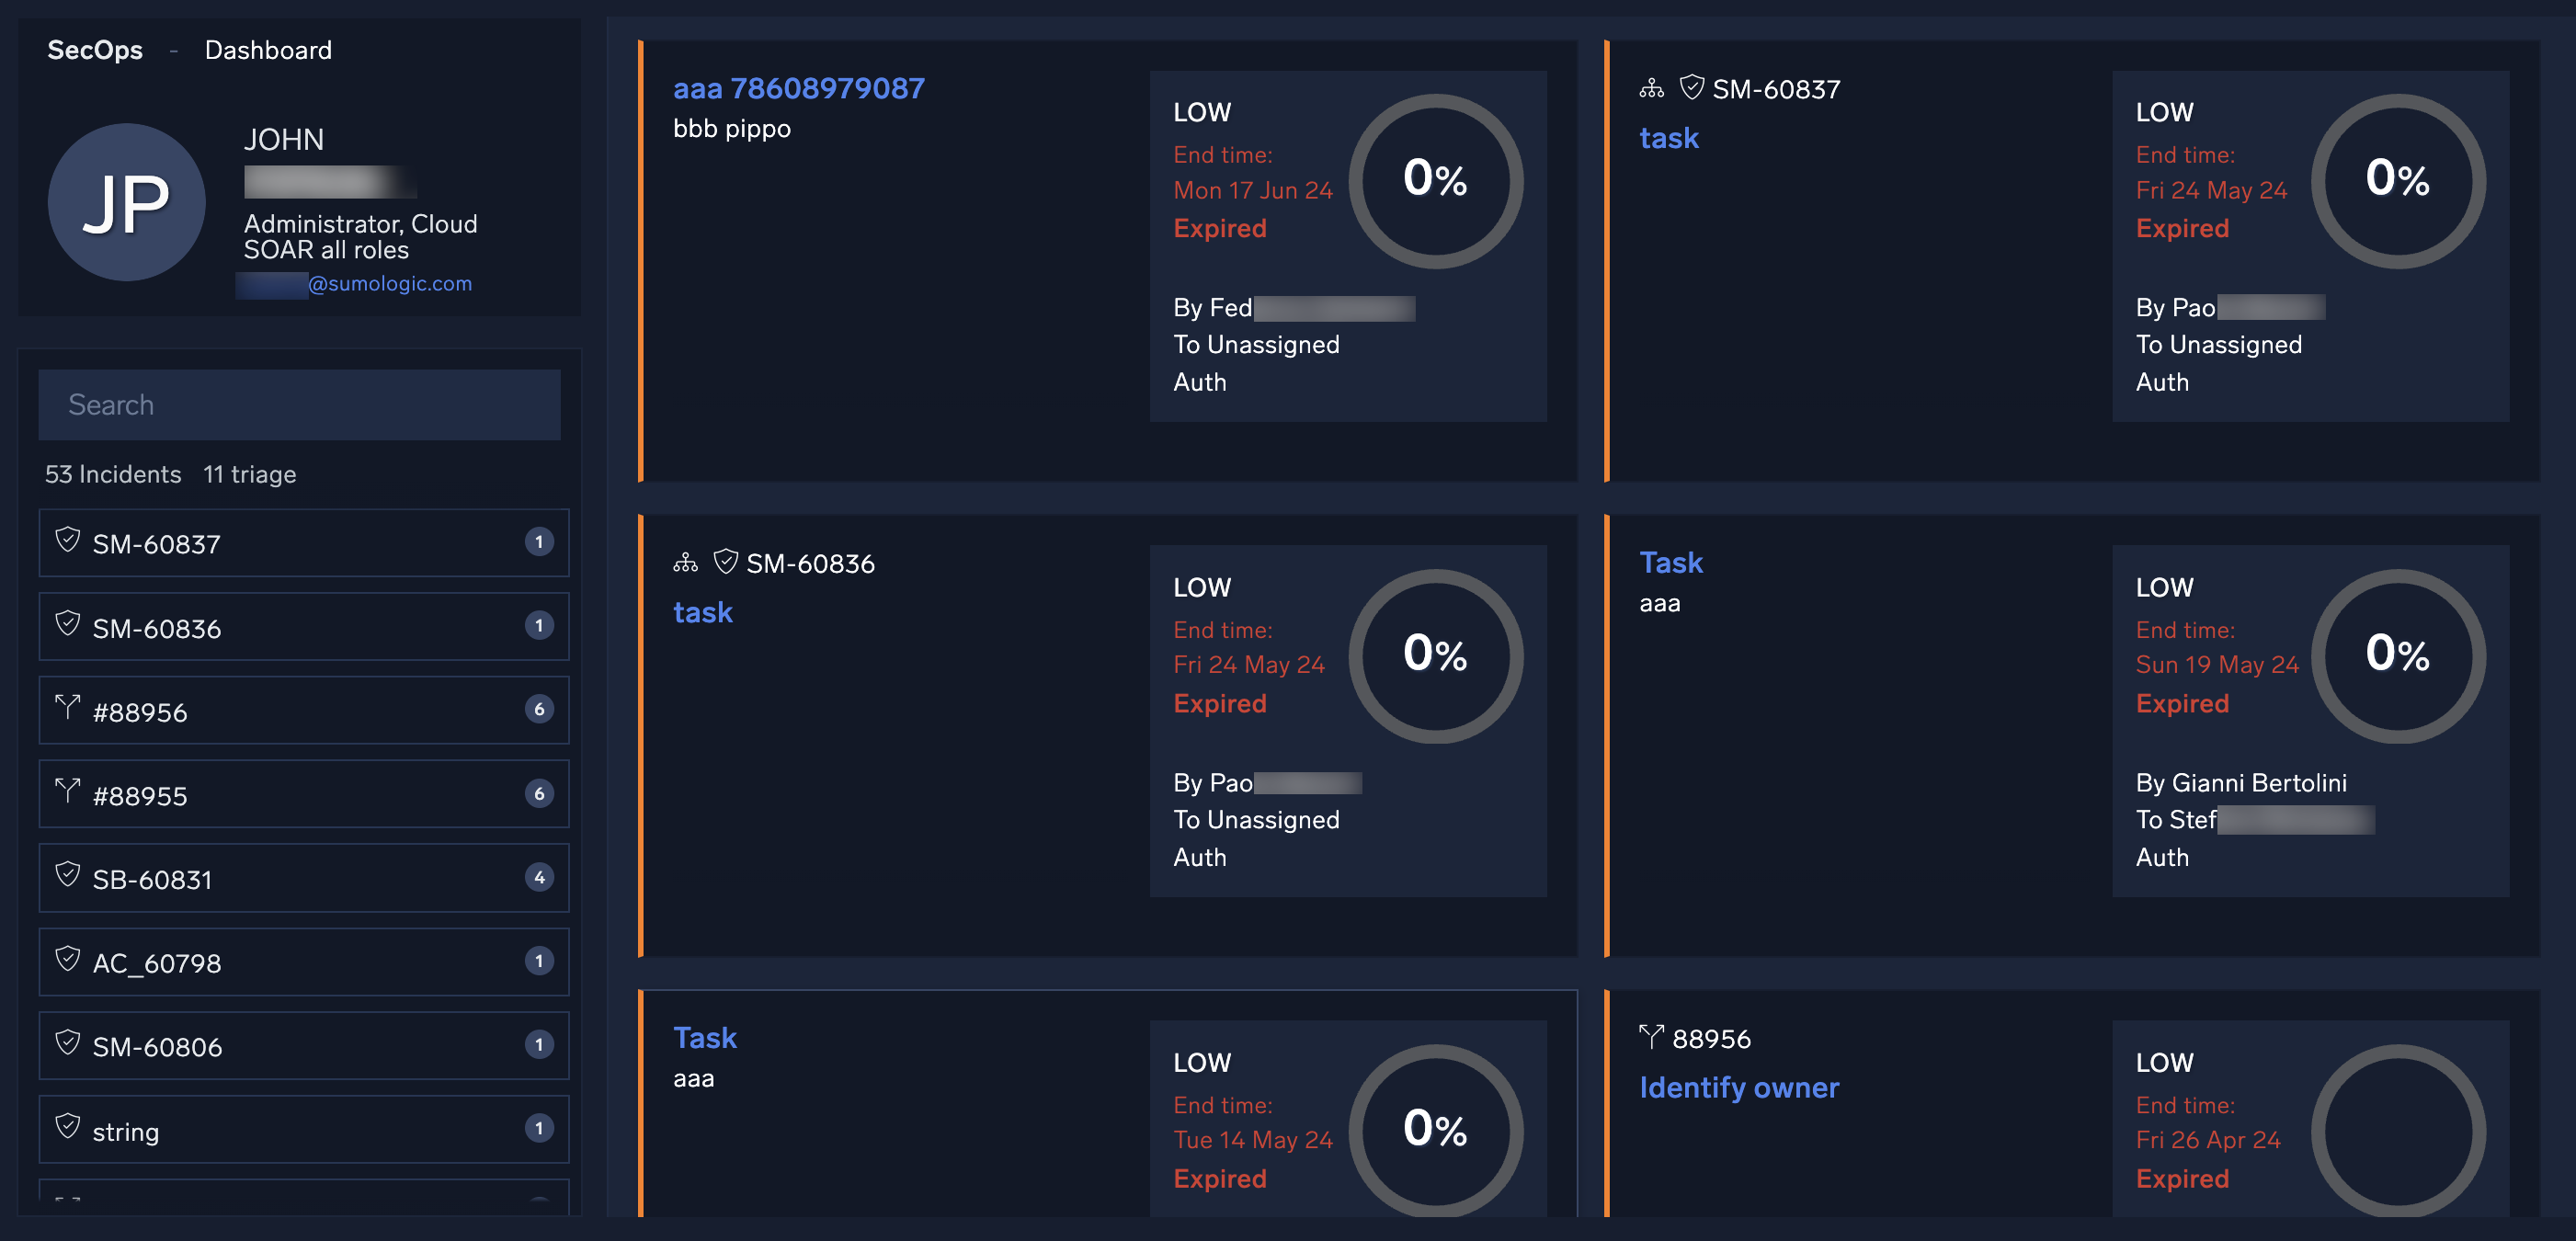 SecOps - Dashboard
JP
JOHN
Administrator, Cloud
SOAR all roles
@sumologic.com
Search
53 Incidents 11 triage
SM-60837 1
SM-60836 1
#88956 6
#88955 6
SB-60831 4
AC_60798 1
SM-60806 1
string 1
aaa 78608979087
bbb pippo
LOW
End time:
Mon 17 Jun 24
Expired
0%
By Fed
To Unassigned
Auth
SM-60837
task
LOW
End time:
Fri 24 May 24
Expired
0%
By Pao
To Unassigned
Auth
SM-60836
task
LOW
End time:
Fri 24 May 24
Expired
0%
By Pao
To Unassigned
Auth
Task
aaa
LOW
End time:
Sun 19 May 24
Expired
0%
By Gianni Bertolini
To Stef
Auth
Task
aaa
LOW
End time:
Tue 14 May 24
Expired
0%
88956
Identify owner
LOW
End time:
Fri 26 Apr 24
Expired